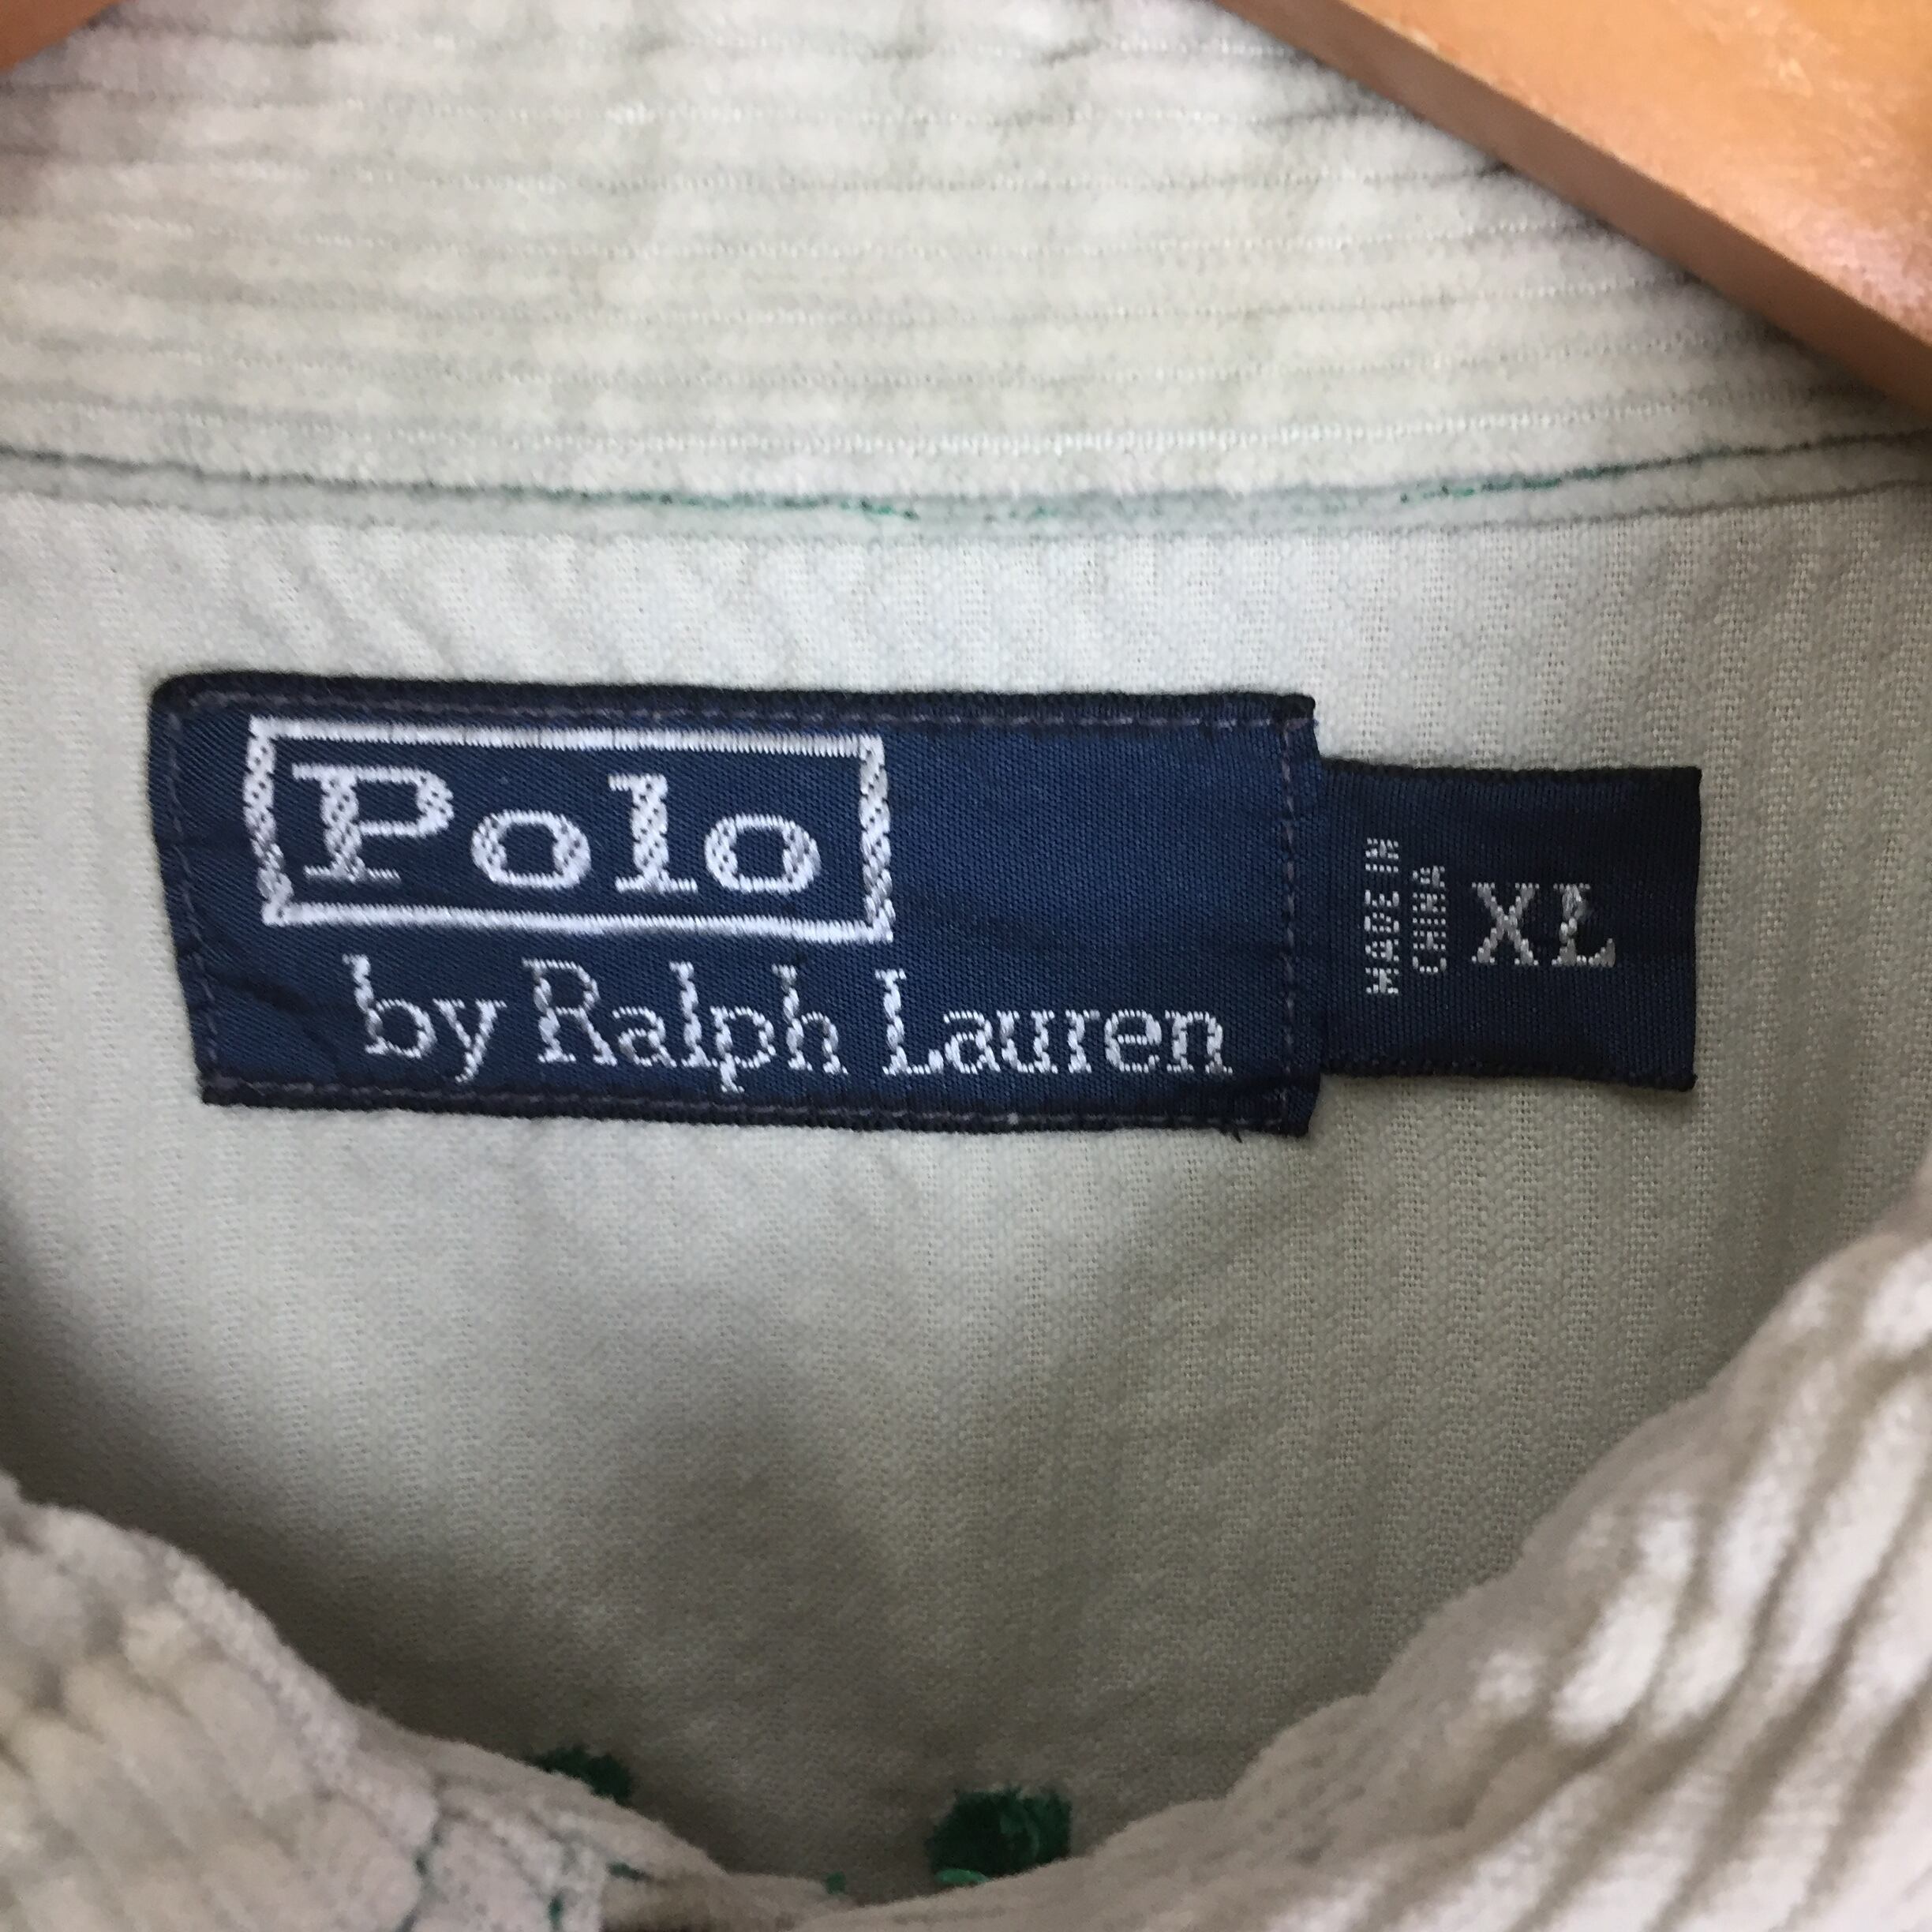 Polo
by Ralph Lauren
MADE IN
CHINA
XL